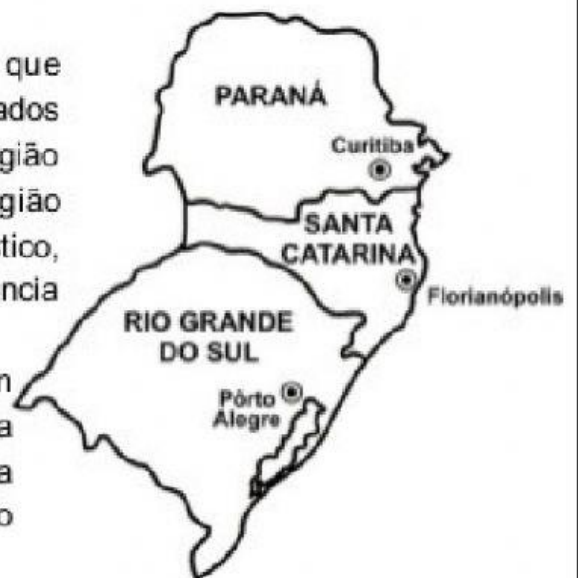 que
ados
gião
gião
tico,
ncia
n
a
a
o
PARANÁ
Curitiba
SANTA
CATARINA
Florianópolis
RIO GRANDE
DO SUL
Pôrto
Alegre